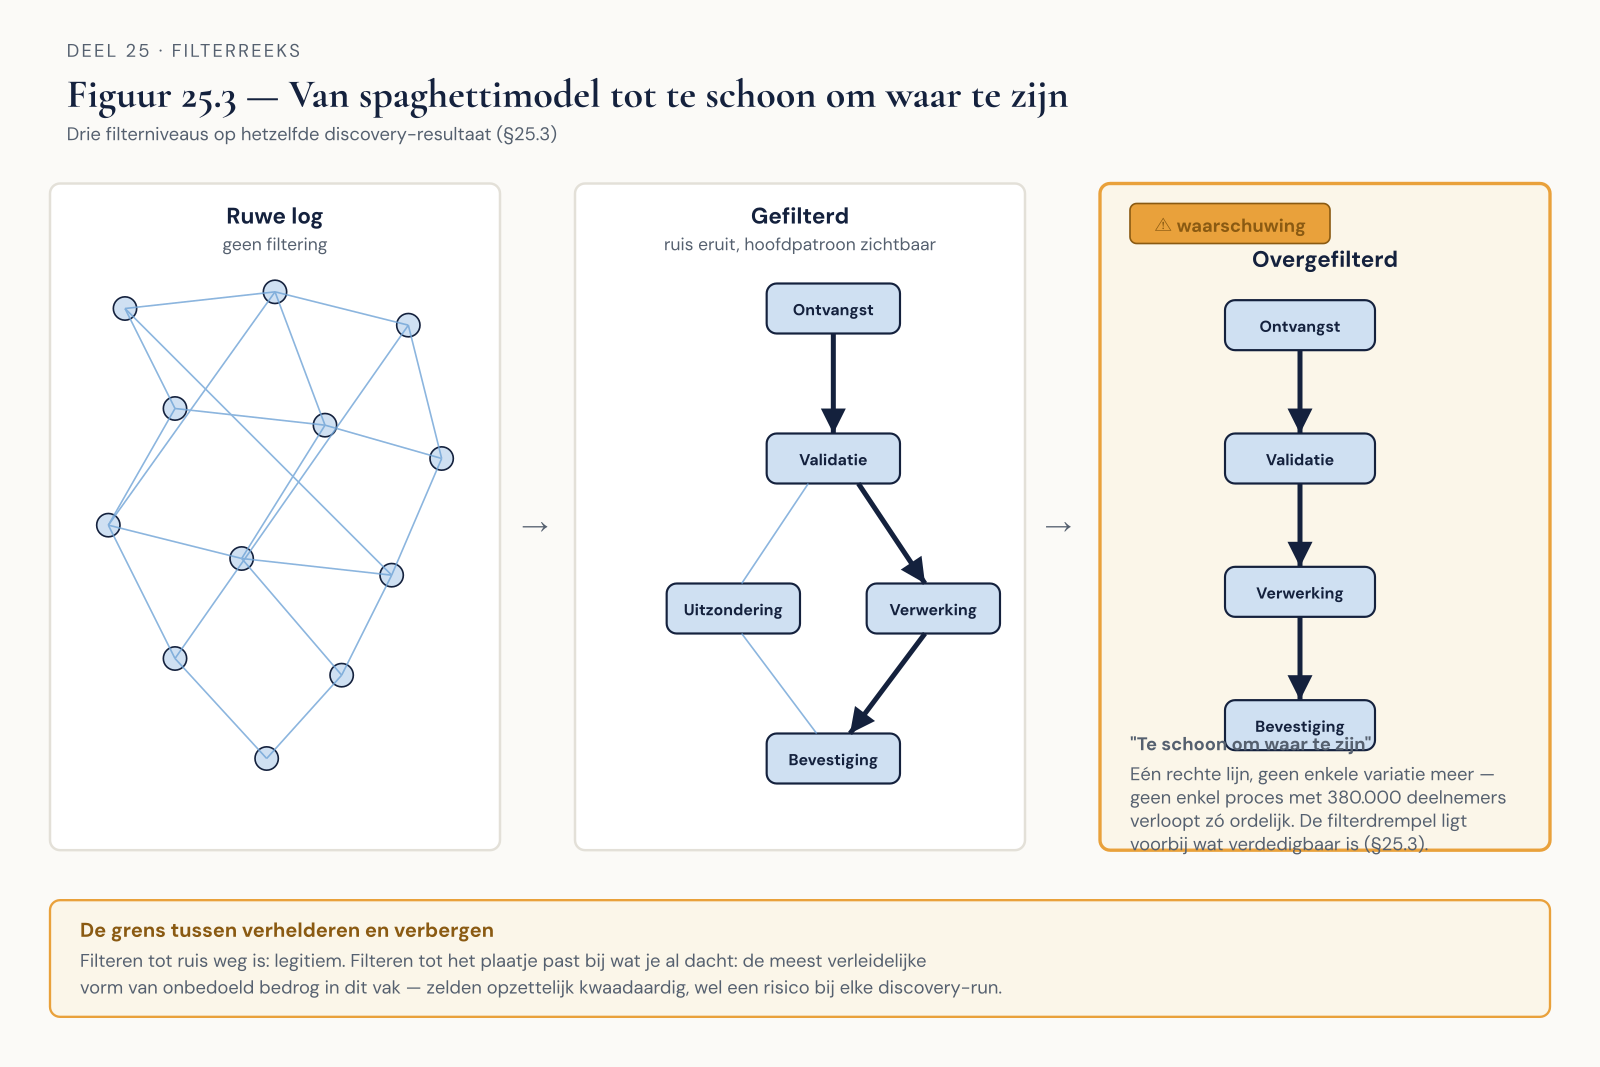 DEEL 25 · FILTERREEKS
Figuur 25.3 — Van spaghettimodel tot te schoon om waar te zijn
Drie filterniveaus op hetzelfde discovery-resultaat (§25.3)
Ruwe log
geen filtering
Gefilterd
ruis eruit, hoofdpatroon zichtbaar
Ontvangst
Validatie
Uitzondering
Verwerking
Bevestiging
⚠ waarschuwing
Overgefilterd
Ontvangst
Validatie
Verwerking
Bevestiging
"Te schoon om waar te zijn"
Eén rechte lijn, geen enkele variatie meer —
geen enkel proces met 380.000 deelnemers
verloopt zó ordelijk. De filterdrempel ligt
voorbij wat verdedigbaar is (§25.3).
→
→
De grens tussen verhelderen en verbergen
Filteren tot ruis weg is: legitiem. Filteren tot het plaatje past bij wat je al dacht: de meest verleidelijke
vorm van onbedoeld bedrog in dit vak — zelden opzettelijk kwaadaardig, wel een risico bij elke discovery-run.